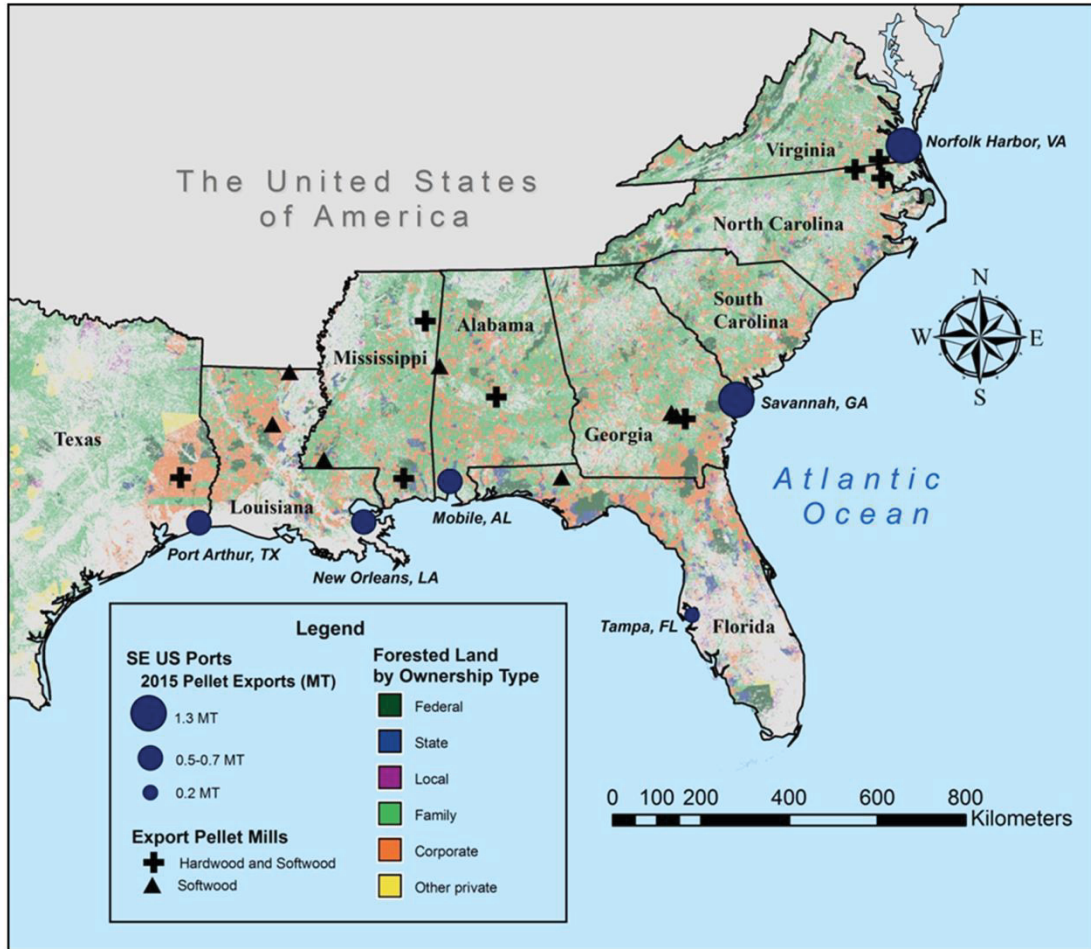 The United States
of America
Virginia
Norfolk Harbor, VA
North Carolina
South
Carolina
N
W
E
S
Alabama
Mississippi
Texas
Georgia
Savannah, GA
Louisiana
Mobile, AL
Port Arthur, TX
New Orleans, LA
Atlantic
Ocean
Tampa, FL
Florida
Legend
SE US Ports
2015 Pellet Exports (MT)
1.3 MT
0.5-0.7 MT
0.2 MT
Export Pellet Mills
Hardwood and Softwood
Softwood
Forested Land
by Ownership Type
Federal
State
Local
Family
Corporate
Other private
0 100 200 400 600 800
Kilometers